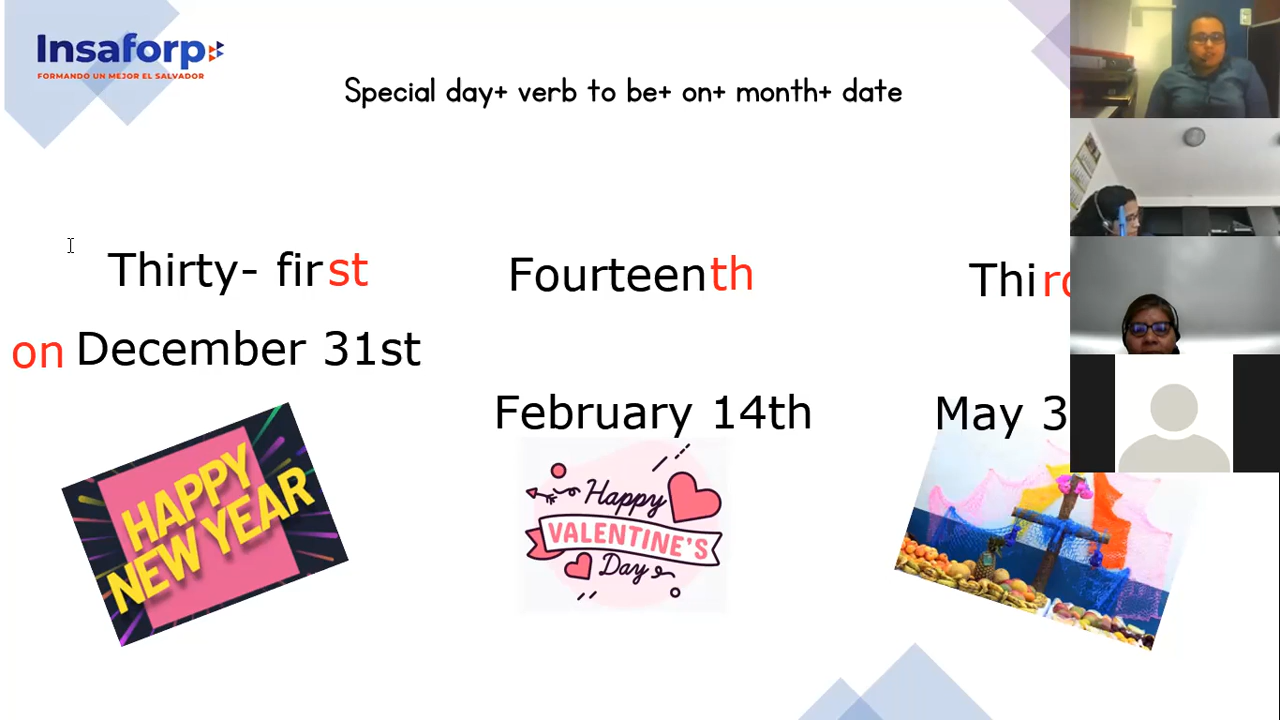 Insaforp
FORMANDO UN MEJOR EL SALVADOR
Special day+ verb to be+ on+ month+ date
Thirty- first
Fourteenth
on December 31st
February 14th
May 3
HAPPY
NEW YEAR
Happy
VALENTINE'S
Day